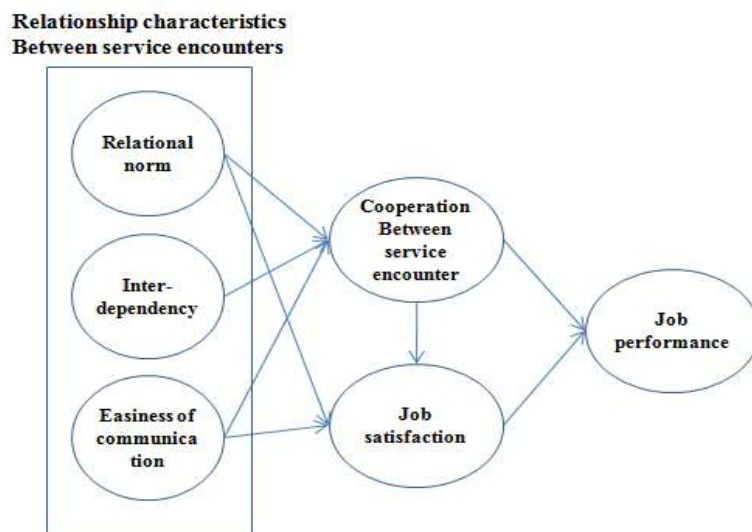 Relationship characteristics
Between service encounters
Relational
norm
Inter-
dependency
Easiness of
communica
tion
Cooperation
Between
service
encounter
Job
satisfaction
Job
performance